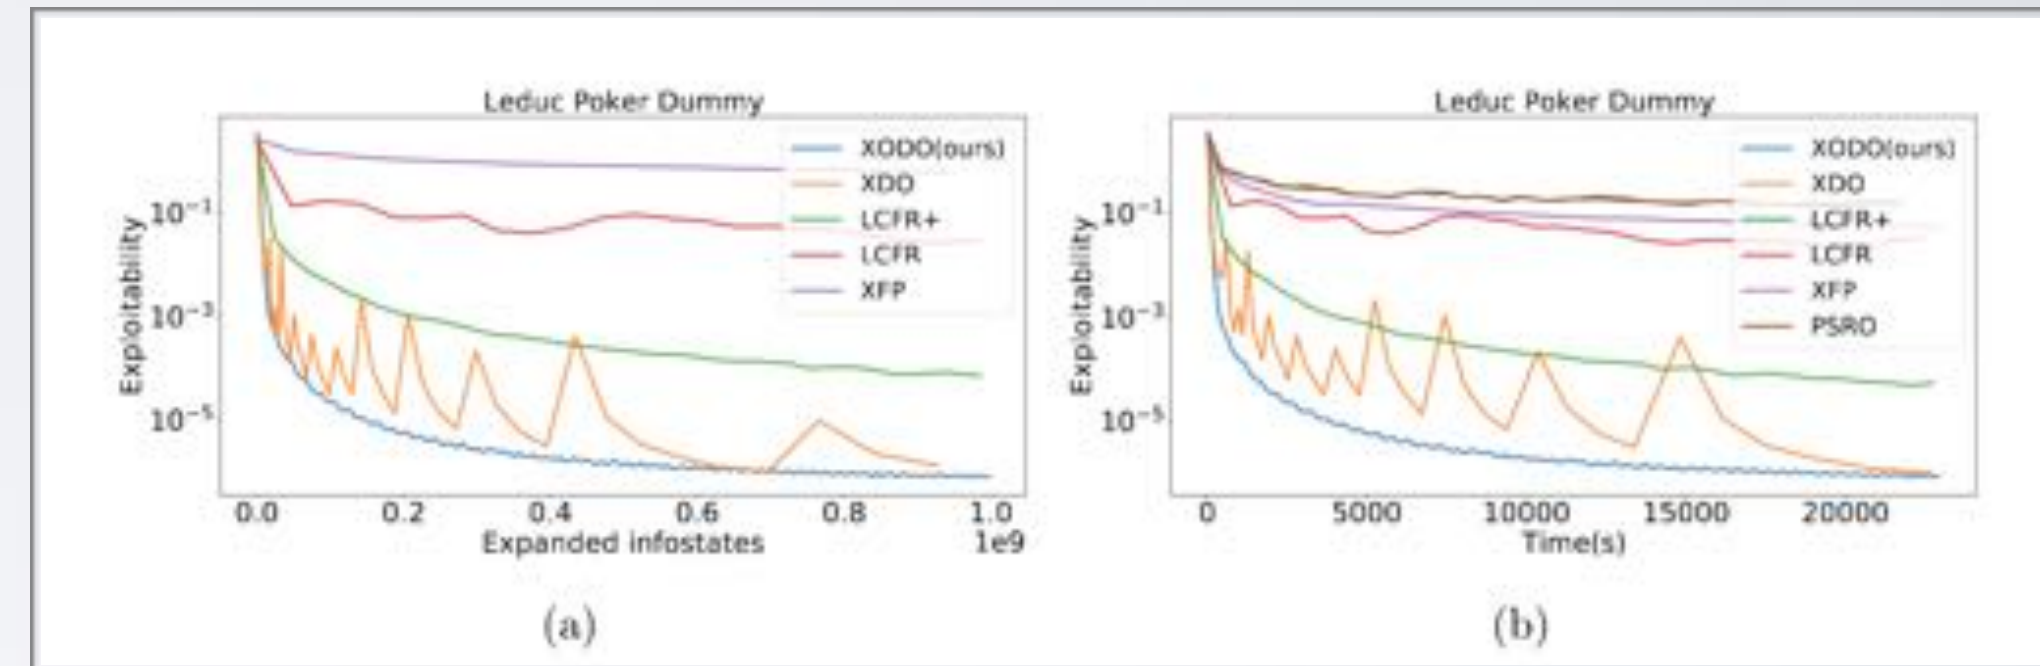 Leduc Poker Dummy
Exploitability
10⁻¹
10⁻³
10⁻⁵
XODO(ours)
XDO
LCFR+
LCFR
XFP
0.0 0.2 0.4 0.6 0.8 1.0
Expanded infostates 1e9
(a)
Leduc Poker Dummy
Exploitability
10⁻¹
10⁻³
10⁻⁵
XODO(ours)
XDO
LCFR+
LCFR
XFP
PSRO
0 5000 10000 15000 20000
Time(s)
(b)